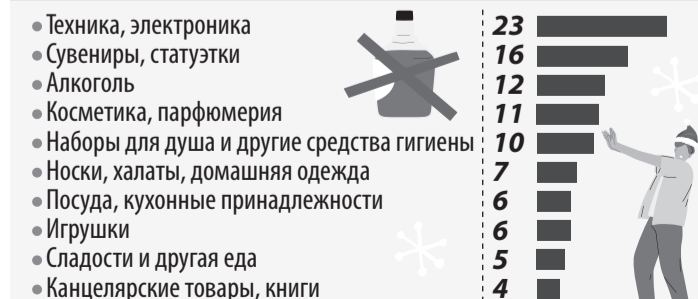 • Техника, электроника 23
• Сувениры, статуэтки 16
• Алкоголь 12
• Косметика, парфюмерия 11
• Наборы для душа и другие средства гигиены 10
• Носки, халаты, домашняя одежда 7
• Посуда, кухонные принадлежности 6
• Игрушки 6
• Сладости и другая еда 5
• Канцелярские товары, книги 4